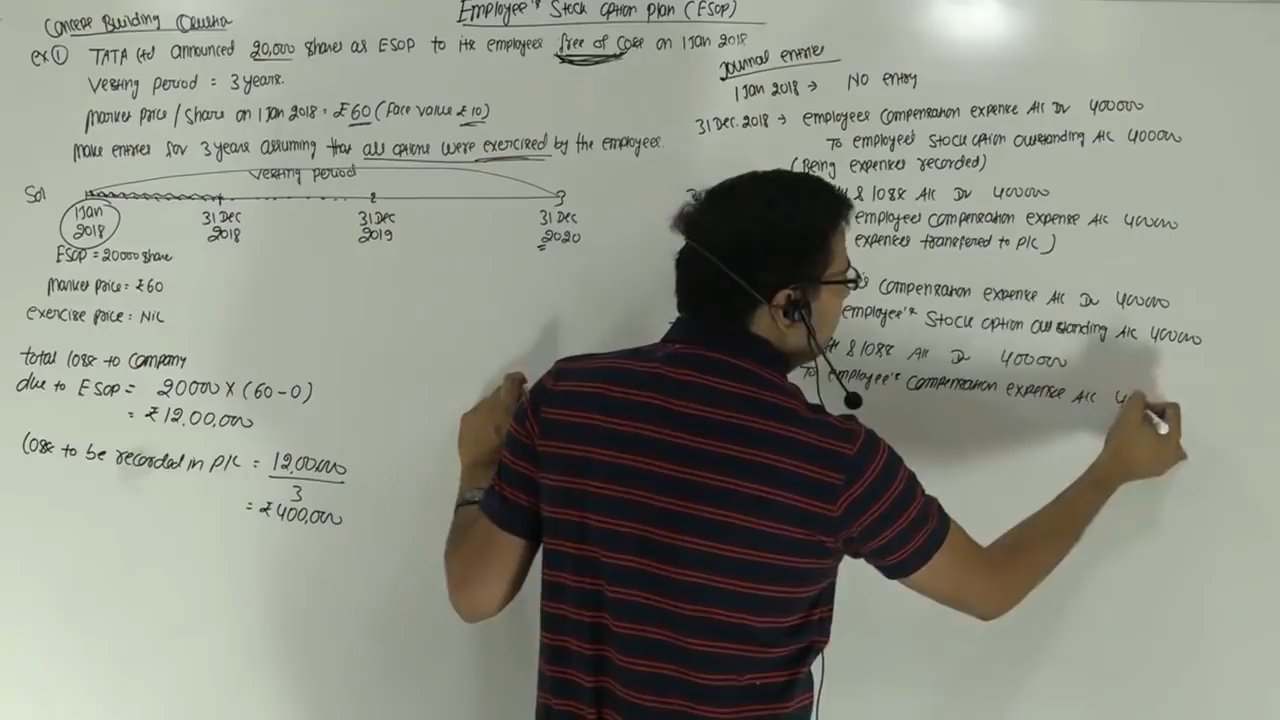 Employee's Stock option plan (ESOP)
Concept Building Question
ex ① TATA Ltd announced 20,000 shares as ESOP to its employees free of cost on 1 Jan 2018
Vesting period = 3 years.
Market price / Share on 1 Jan 2018 = ₹60 (face value ₹10)
Make entries for 3 years assuming that all options were exercised by the employees.
Sol
Vesting period
1 Jan 2018
31 Dec 2018
2
31 Dec 2019
3
31 Dec 2020
ESOP = 20000 share
Market price = ₹60
exercise price = NIL
total loss to company
due to ESOP = 20000 × (60-0)
= ₹12,00,000
Loss to be recorded in P/L = 12,00000
3
= ₹400,000
Journal entries
1 Jan 2018 → No entry
31 Dec. 2018 → employees compensation expense A/c Dr 400000
To employees stock option outstanding A/c 400000
(Being expenses recorded)
& loss A/c Dr 400000
employees compensation expense A/c 400000
expenses transfered to P/L)
compensation expense A/c Dr 400000
employee's Stock option outstanding A/c 400000
& loss A/c Dr 400000
To employee's compensation expense A/c